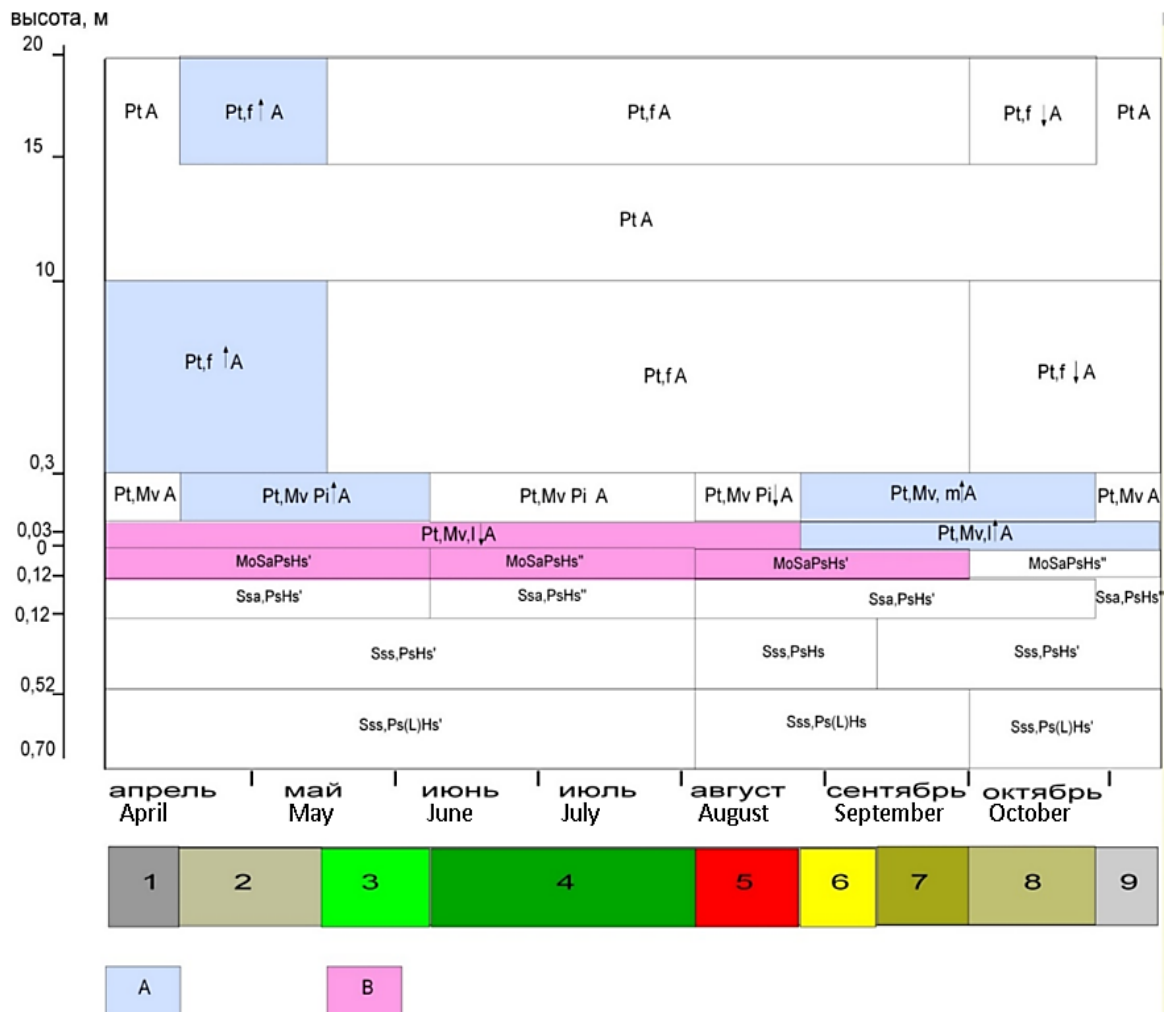 высота, м
20
Pt A
Pt,f ↑ A
Pt,f A
Pt,f ↓ A
Pt A
15
Pt A
10
Pt,f ↑ A
Pt,f A
Pt,f ↓ A
0,3
Pt,Mv A
Pt,Mv Pi↑ A
Pt,Mv Pi A
Pt,Mv Pi↓ A
Pt,Mv, m↑ A
Pt,Mv A
0,03
Pt,Mv,l↓ A
Pt,Mv,l↑ A
0
MoSaPsHs'
MoSaPsHs"
MoSaPsHs'
MoSaPsHs"
0,12
Ssa,PsHs'
Ssa,PsHs"
Ssa,PsHs'
Ssa,PsHs"
0,12
Sss,PsHs'
Sss,PsHs
Sss,PsHs'
0,52
Sss,Ps(L)Hs'
Sss,Ps(L)Hs
Sss,Ps(L)Hs'
0,70
апрель май июнь июль август сентябрь октябрь
April May June July August September October
1 2 3 4 5 6 7 8 9
A B